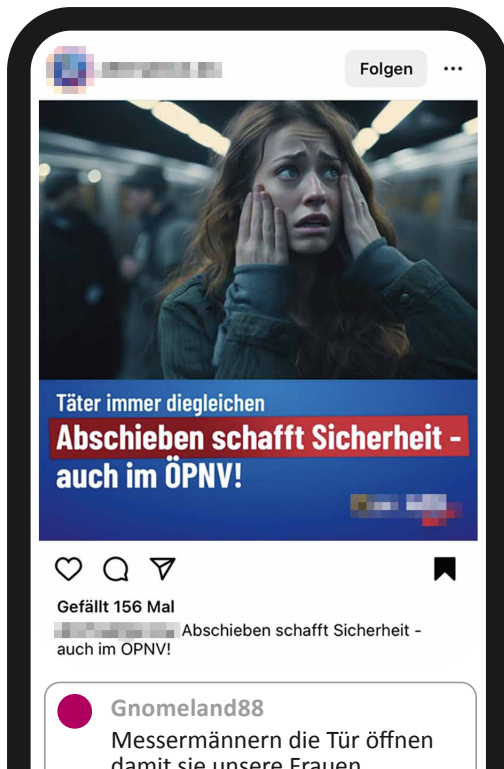 Folgen ...
Täter immer diegleichen
Abschieben schafft Sicherheit -
auch im ÖPNV!
Gefällt 156 Mal
Abschieben schafft Sicherheit -
auch im ÖPNV!
Gnomeland88
Messermännern die Tür öffnen
damit sie unsere Frauen